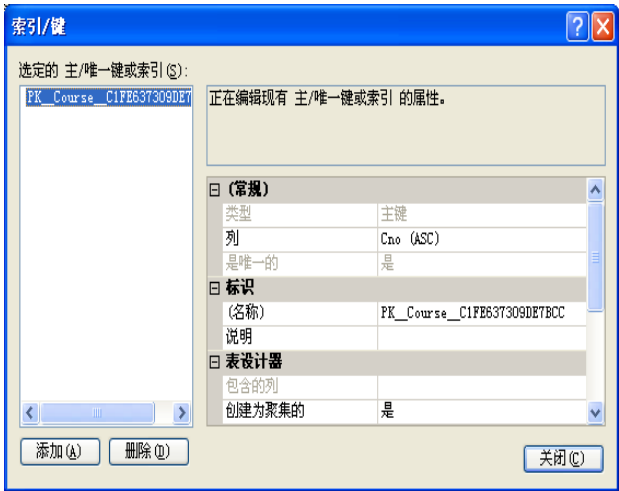 索引/键
选定的 主/唯一键或索引(S):
PK__Course__C1FE637309DE7
正在编辑现有 主/唯一键或索引 的属性。
(常规)
类型 主键
列 Cno (ASC)
是唯一的 是
标识
(名称) PK__Course__C1FE637309DE7BCC
说明
表设计器
包含的列
创建为聚集的 是
添加(A) 删除(D)
关闭(C)